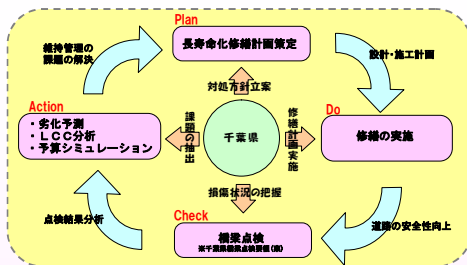 Plan
長寿命化修繕計画策定
維持管理の
課題の解決
設計・施工計画
対処方針立案
Action
・劣化予測
・LCC分析
・予算シミュレーション
課題の抽出
千葉県
修繕計画実施
Do
修繕の実施
損傷状況の把握
点検結果分析
Check
橋梁点検
※千葉県橋梁点検要領(案)
道路の安全性向上